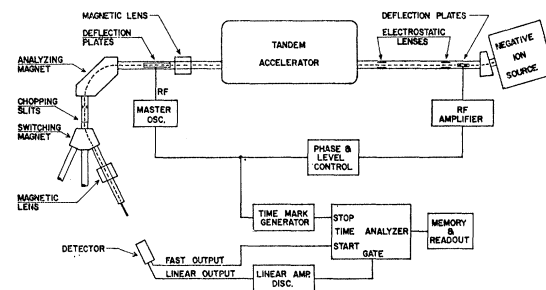 MAGNETIC LENS
DEFLECTION
PLATES
ANALYZING
MAGNET
TANDEM
ACCELERATOR
DEFLECTION PLATES
ELECTROSTATIC
LENSES
NEGATIVE
ION
SOURCE
CHOPPING
SLITS
SWITCHING
MAGNET
RF
MASTER
OSC.
RF
AMPLIFIER
PHASE &
LEVEL
CONTROL
MAGNETIC
LENS
TIME MARK
GENERATOR
STOP
TIME ANALYZER
START
GATE
MEMORY
&
READOUT
DETECTOR
FAST OUTPUT
LINEAR OUTPUT
LINEAR AMP.
DISC.